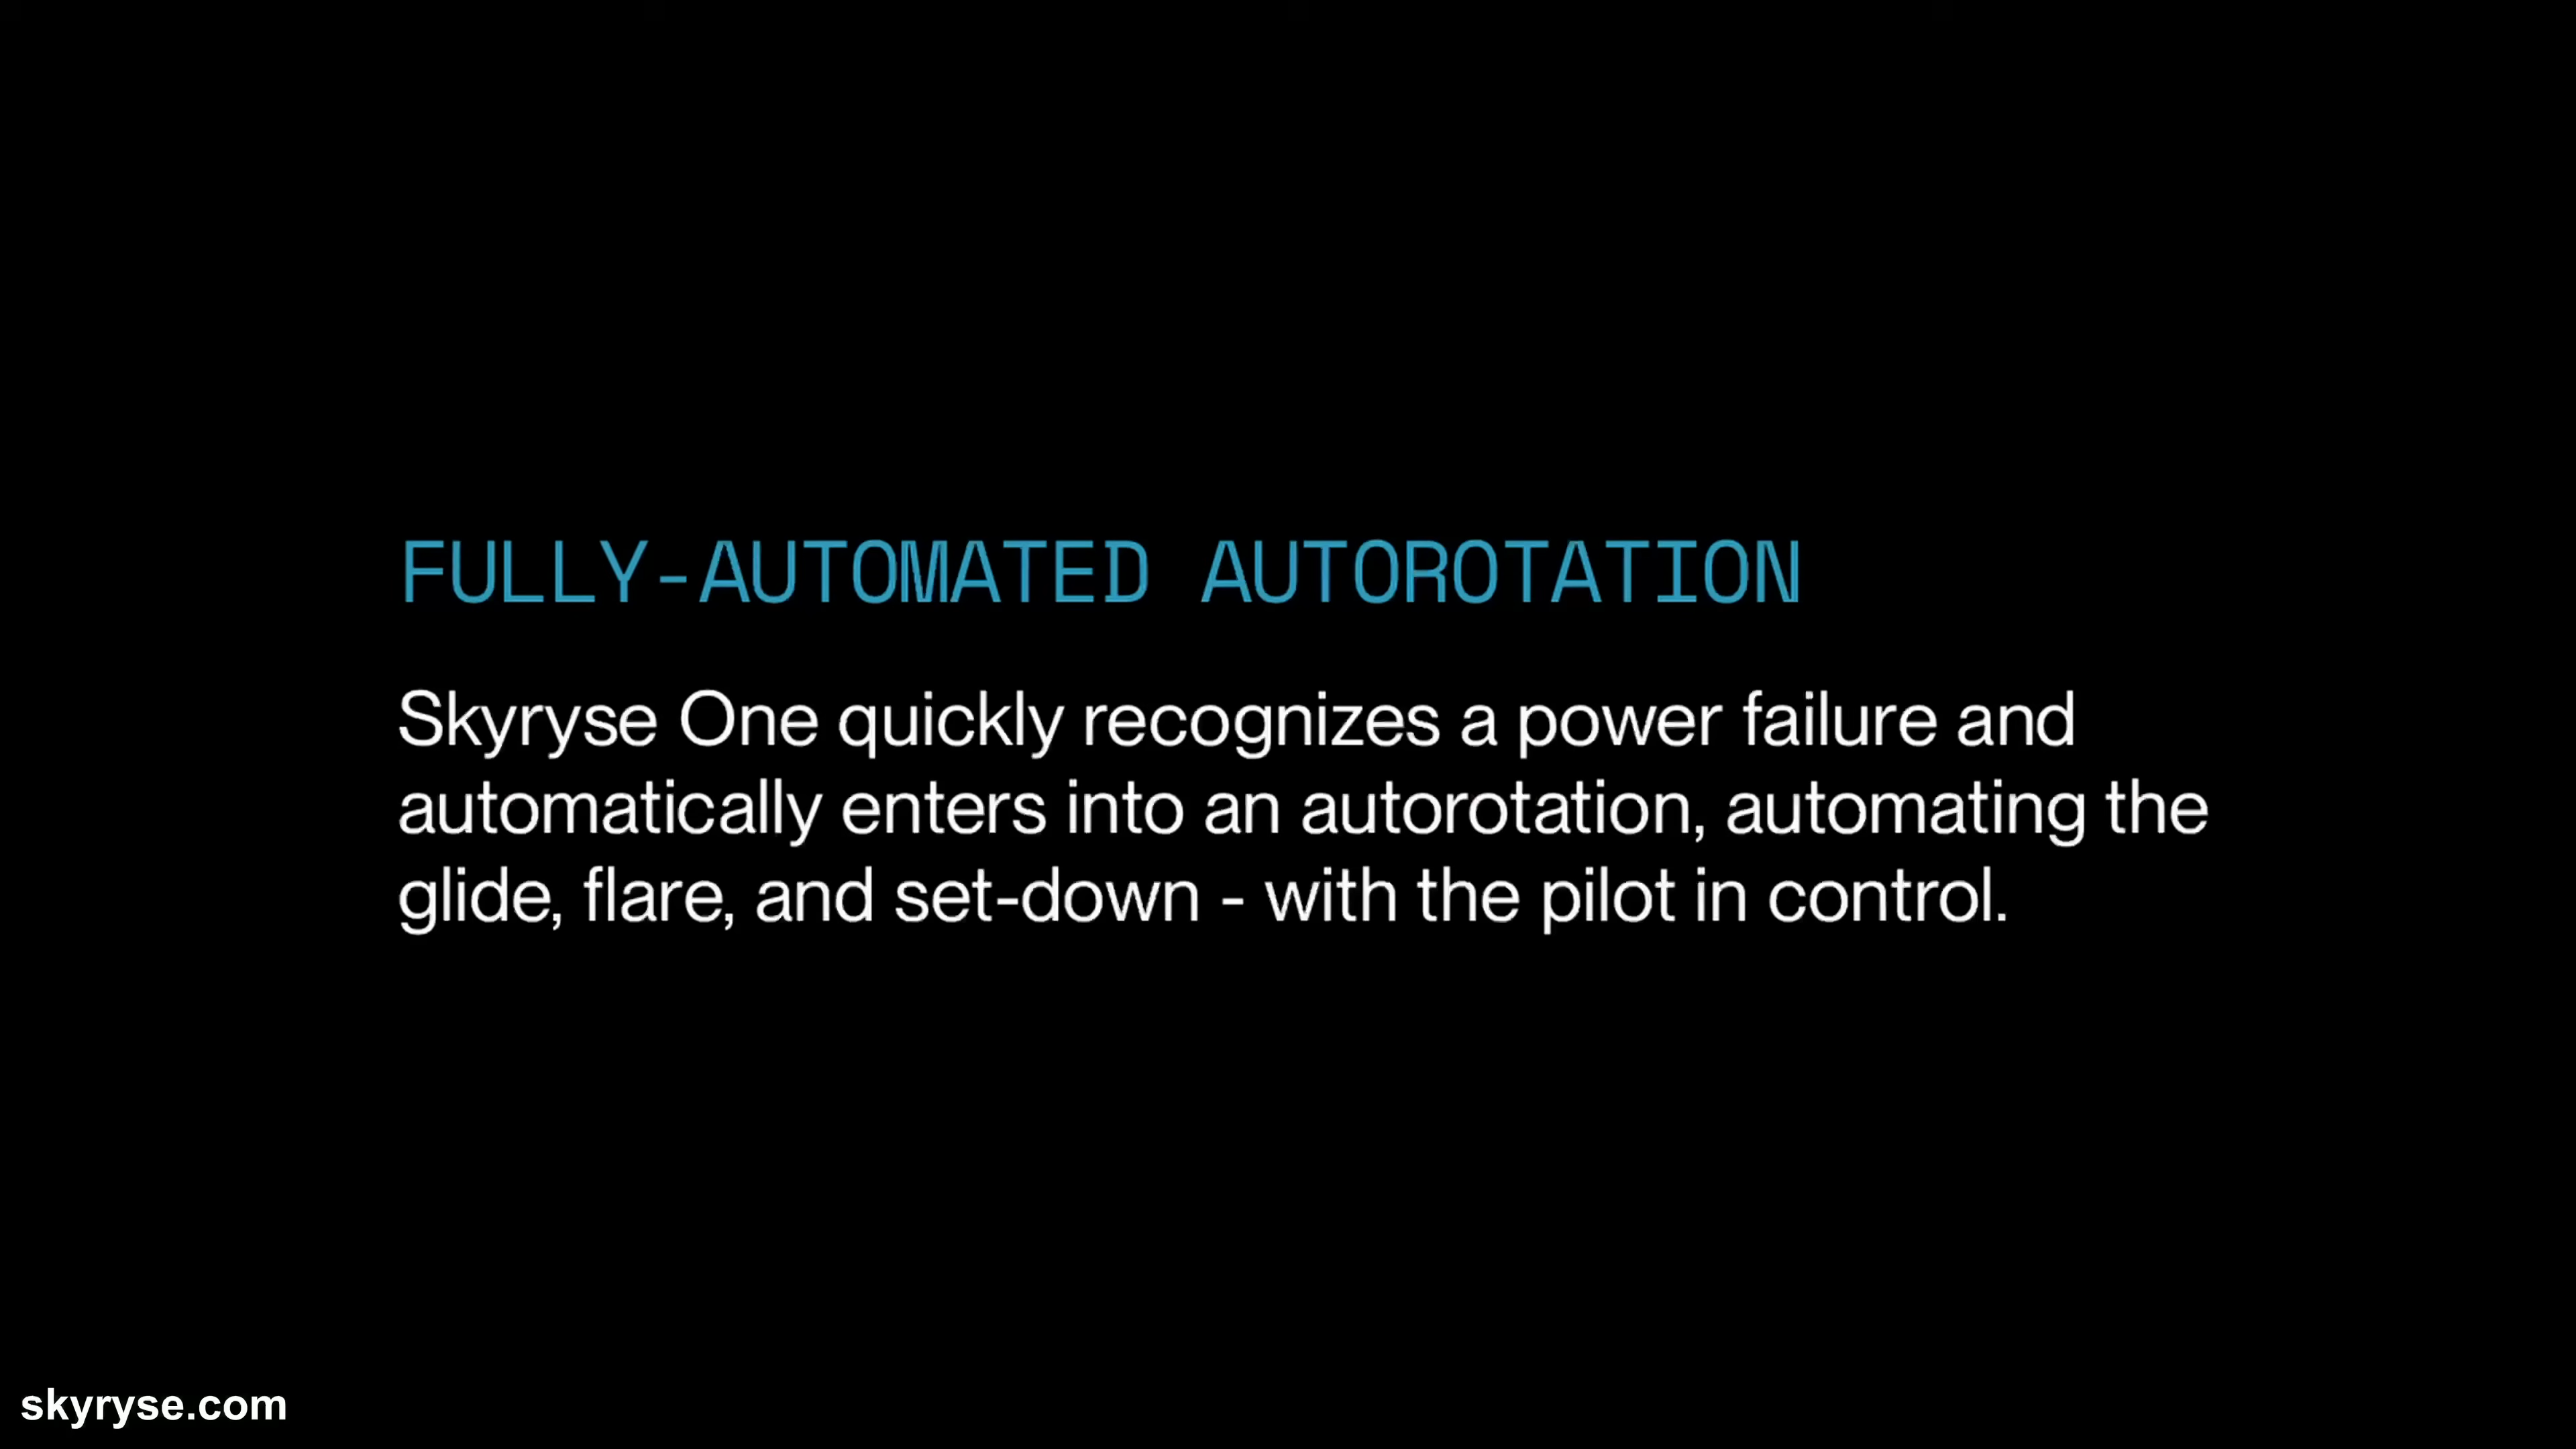 FULLY-AUTOMATED AUTOROTATION
Skyryse One quickly recognizes a power failure and
automatically enters into an autorotation, automating the
glide, flare, and set-down - with the pilot in control.
skyryse.com